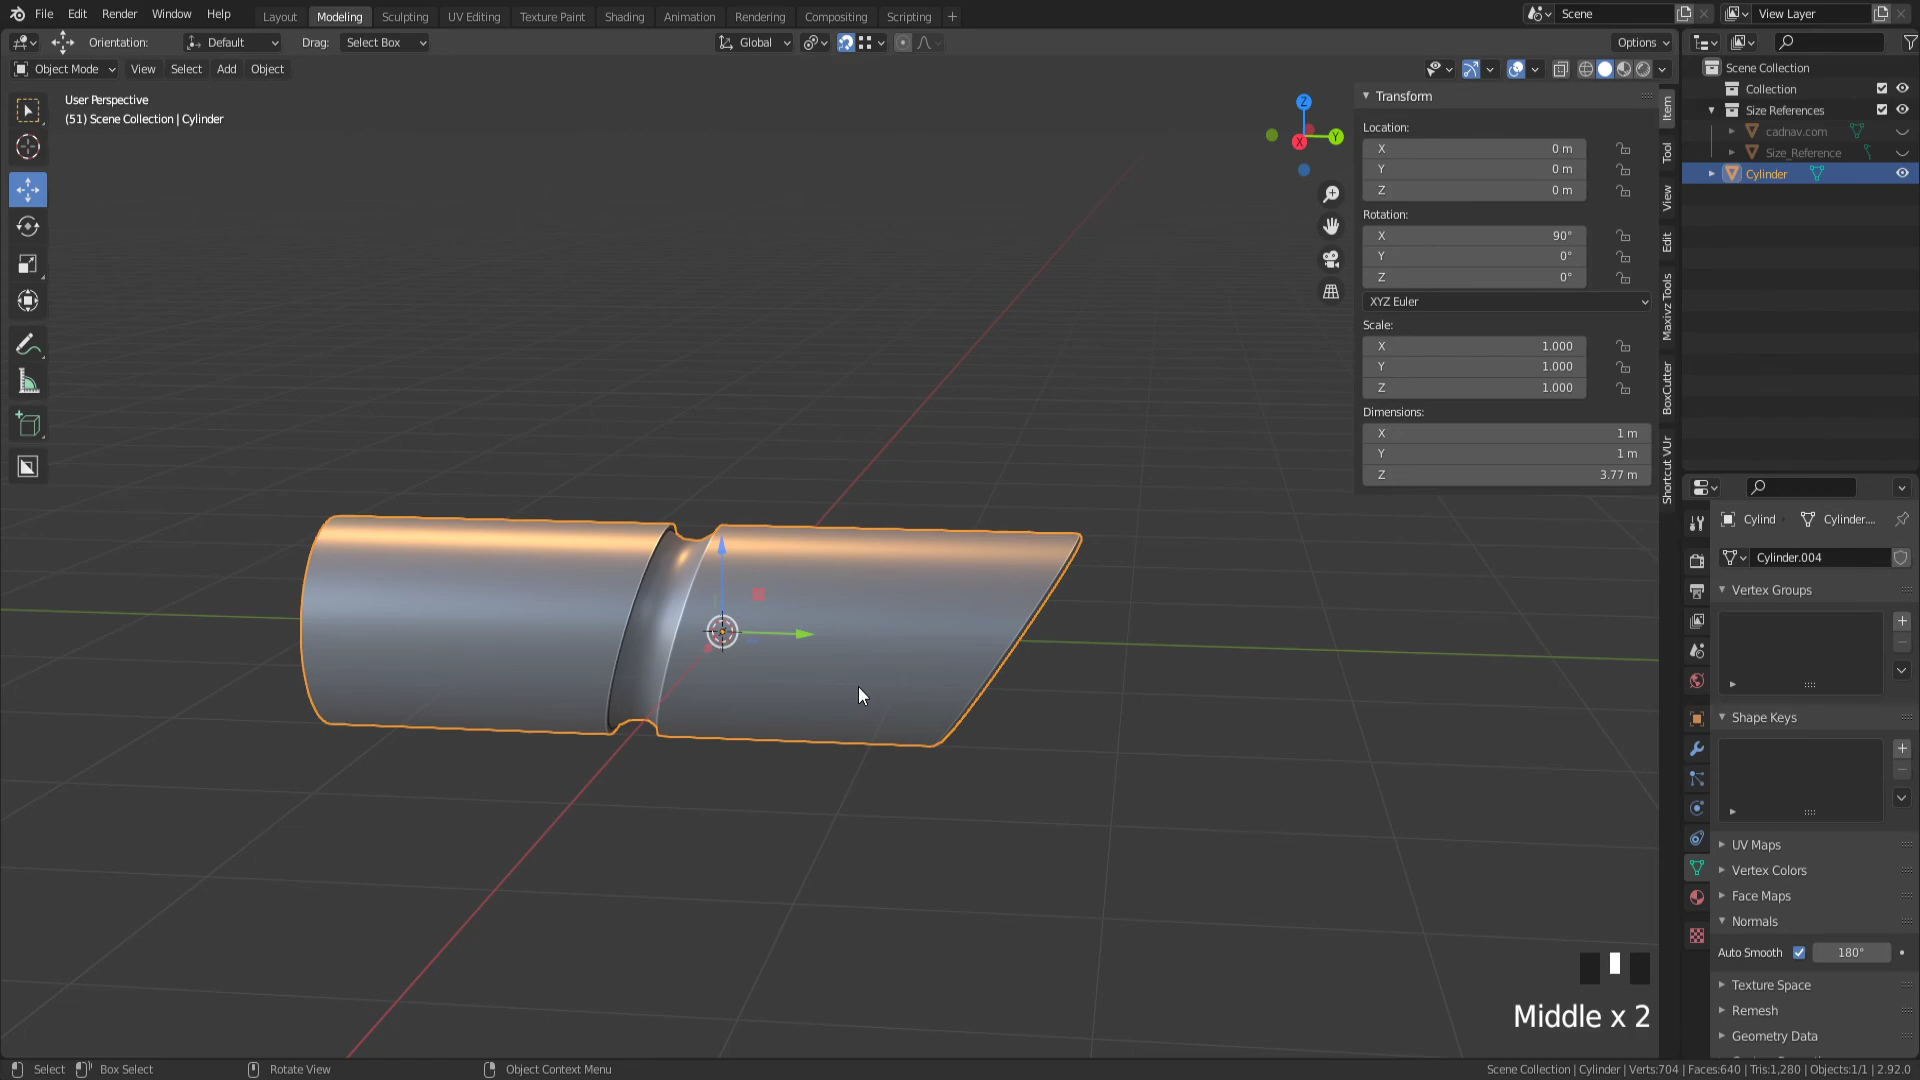 File Edit Render Window Help Layout Modeling Sculpting UV Editing Texture Paint Shading Animation Rendering Compositing Scripting + Scene View Layer
Orientation: Default Drag: Select Box Global Options
Object Mode View Select Add Object
User Perspective
(51) Scene Collection | Cylinder
Z
Y
X
Transform
Location:
X 0 m
Y 0 m
Z 0 m
Rotation:
X 90°
Y 0°
Z 0°
XYZ Euler
Scale:
X 1.000
Y 1.000
Z 1.000
Dimensions:
X 1 m
Y 1 m
Z 3.77 m
Item
Tool
View
Edit
Maxivz Tools
BoxCutter
Shortcut VUr
Scene Collection
Collection
Size References
cadnav.com
Size_Reference
Cylinder
Cylind Cylinder....
Cylinder.004
Vertex Groups
Shape Keys
UV Maps
Vertex Colors
Face Maps
Normals
Auto Smooth 180°
Texture Space
Remesh
Geometry Data
Middle x 2
Select Box Select Rotate View Object Context Menu Scene Collection | Cylinder | Verts:704 | Faces:640 | Tris:1,280 | Objects:1/1 | 2.92.0